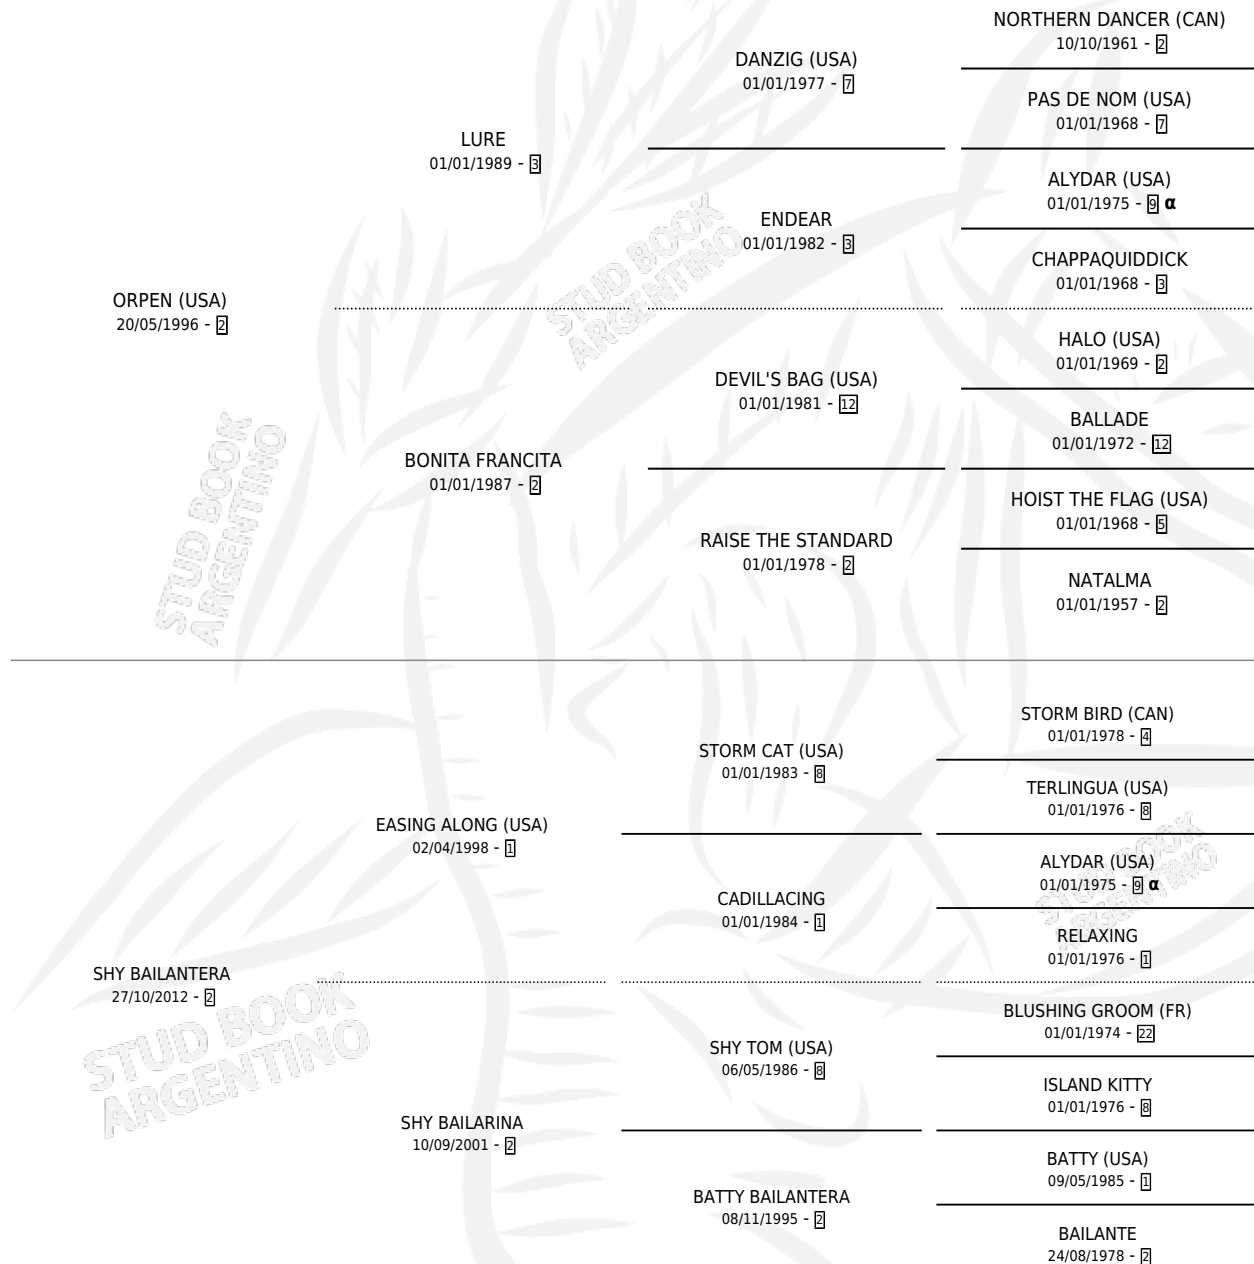 NORTHERN DANCER (CAN)
10/10/1961 - 2
DANZIG (USA)
01/01/1977 - 7
PAS DE NOM (USA)
01/01/1968 - 7
LURE
01/01/1989 - 3
ALYDAR (USA)
01/01/1975 - 9 α
ENDEAR
01/01/1982 - 3
CHAPPAQUIDDICK
01/01/1968 - 3
ORPEN (USA)
20/05/1996 - 2
HALO (USA)
01/01/1969 - 2
DEVIL'S BAG (USA)
01/01/1981 - 12
BALLADE
01/01/1972 - 12
BONITA FRANCITA
01/01/1987 - 2
HOIST THE FLAG (USA)
01/01/1968 - 5
RAISE THE STANDARD
01/01/1978 - 2
NATALMA
01/01/1957 - 2
STUD BOOK
ARGENTINO
STUD BOOK
ARGENTINO
STORM BIRD (CAN)
01/01/1978 - 4
STORM CAT (USA)
01/01/1983 - 8
TERLINGUA (USA)
01/01/1976 - 8
EASING ALONG (USA)
02/04/1998 - 1
ALYDAR (USA)
01/01/1975 - 9 α
CADILLACING
01/01/1984 - 1
RELAXING
01/01/1976 - 1
SHY BAILANTERA
27/10/2012 - 2
BLUSHING GROOM (FR)
01/01/1974 - 22
SHY TOM (USA)
06/05/1986 - 8
ISLAND KITTY
01/01/1976 - 8
SHY BAILARINA
10/09/2001 - 2
BATTY (USA)
09/05/1985 - 1
BATTY BAILANTERA
08/11/1995 - 2
BAILANTE
24/08/1978 - 2
STUD BOOK
ARGENTINO
STUD BOOK
ARGENTINO